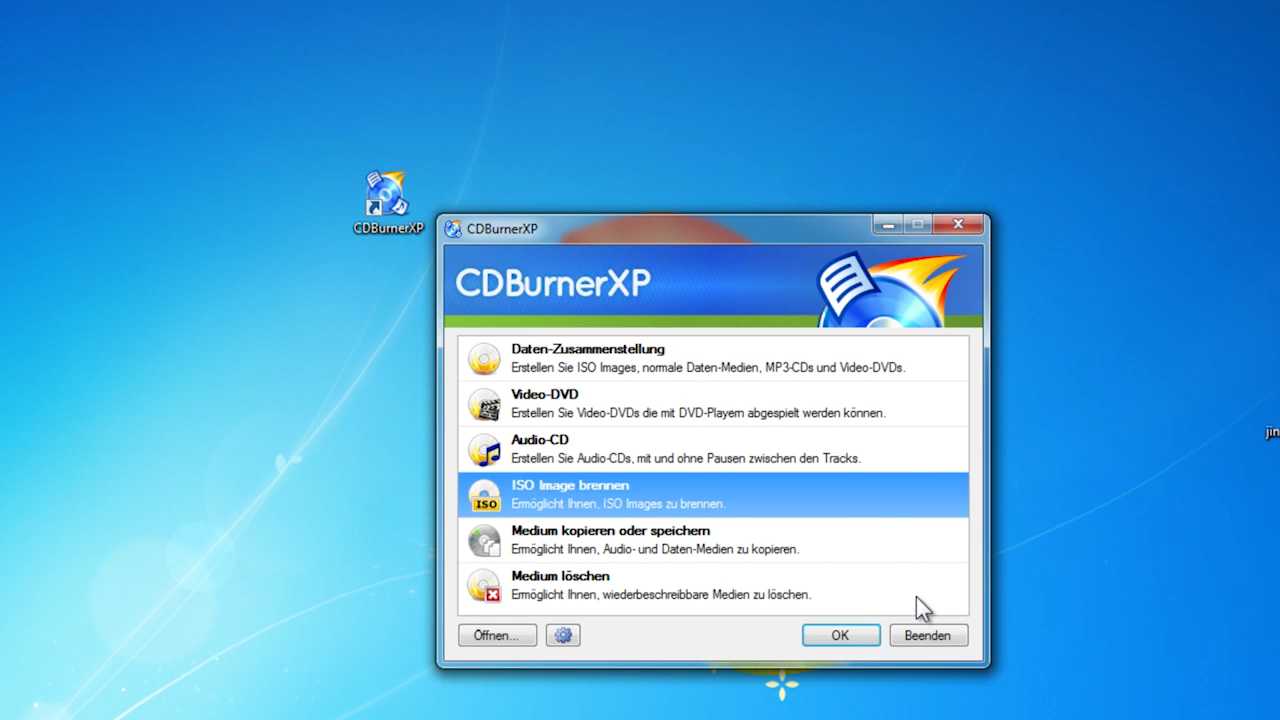 CDBurnerXP
CDBurnerXP
CDBurnerXP
Daten-Zusammenstellung
Erstellen Sie ISO Images, normale Daten-Medien, MP3-CDs und Video-DVDs.
Video-DVD
Erstellen Sie Video-DVDs die mit DVD-Playern abgespielt werden können.
Audio-CD
Erstellen Sie Audio-CDs, mit und ohne Pausen zwischen den Tracks.
ISO Image brennen
ISO
Ermöglicht Ihnen, ISO Images zu brennen.
Medium kopieren oder speichern
Ermöglicht Ihnen, Audio- und Daten-Medien zu kopieren.
Medium löschen
Ermöglicht Ihnen, wiederbeschreibbare Medien zu löschen.
Öffnen...
OK
Beenden